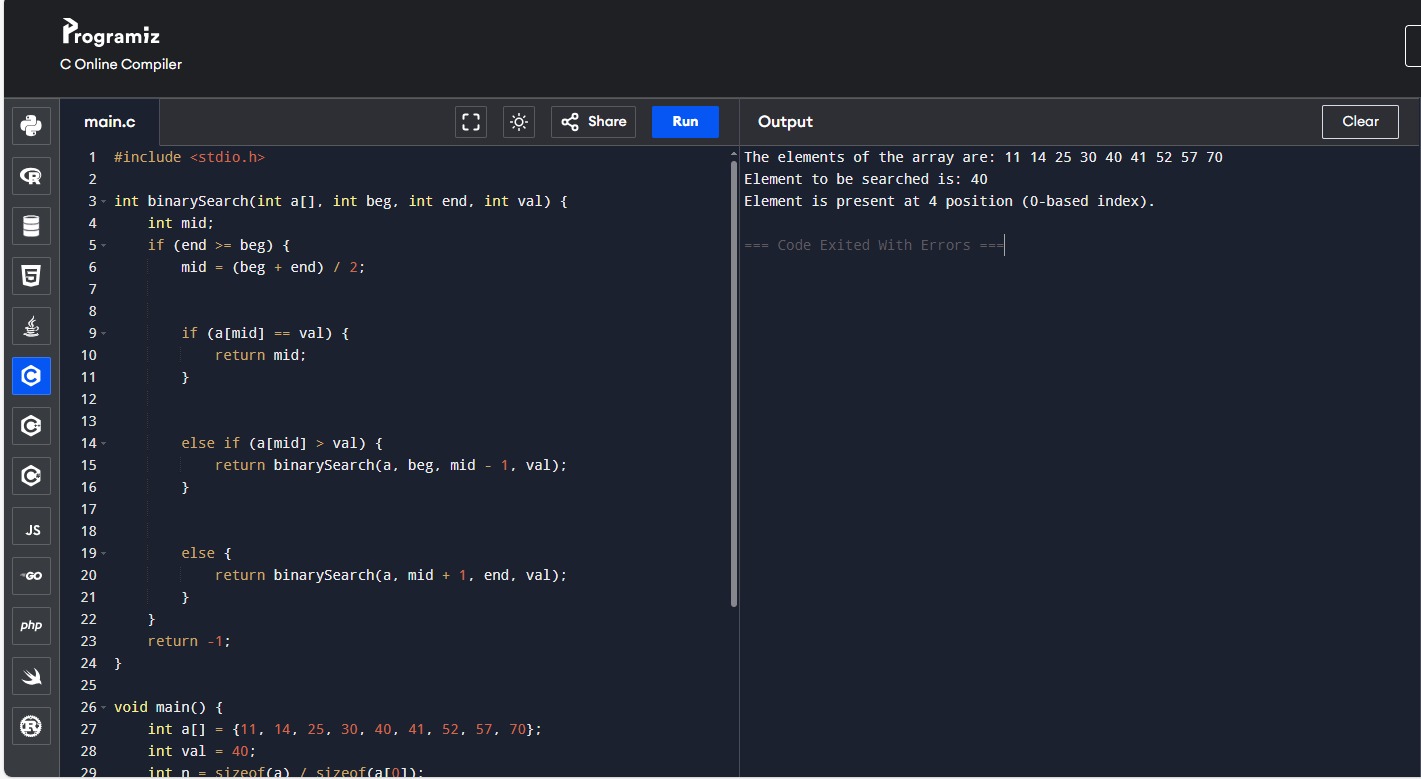 Programiz
C Online Compiler
main.c
Share
Run
Output
Clear
1 #include <stdio.h>
2
3 int binarySearch(int a[], int beg, int end, int val) {
4 int mid;
5 if (end >= beg) {
6 mid = (beg + end) / 2;
7
8
9 if (a[mid] == val) {
10 return mid;
11 }
12
13
14 else if (a[mid] > val) {
15 return binarySearch(a, beg, mid - 1, val);
16 }
17
18
19 else {
20 return binarySearch(a, mid + 1, end, val);
21 }
22 }
23 return -1;
24 }
25
26 void main() {
27 int a[] = {11, 14, 25, 30, 40, 41, 52, 57, 70};
28 int val = 40;
29 int n = sizeof(a) / sizeof(a[0]);
The elements of the array are: 11 14 25 30 40 41 52 57 70
Element to be searched is: 40
Element is present at 4 position (0-based index).
=== Code Exited With Errors ===
R
5
C
C
C
JS
GO
php
R